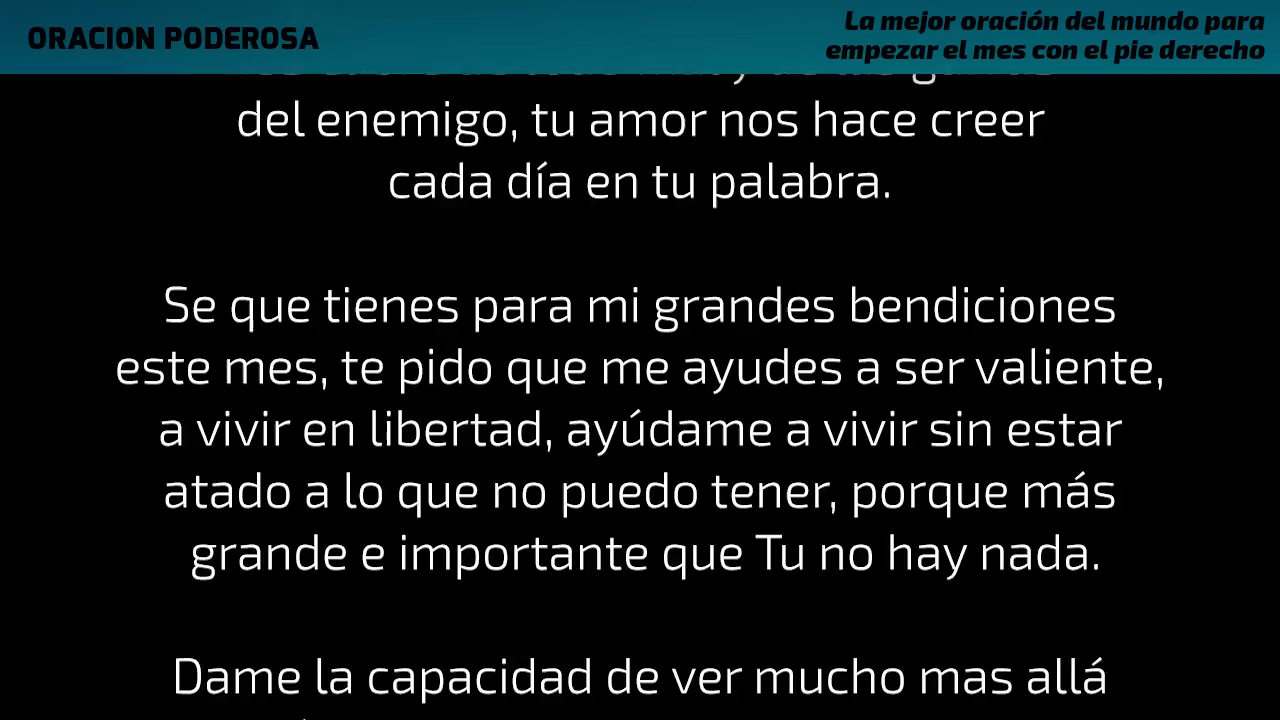 ORACION PODEROSA
La mejor oración del mundo para
empezar el mes con el pie derecho
del enemigo, tu amor nos hace creer
cada día en tu palabra.
Se que tienes para mi grandes bendiciones
este mes, te pido que me ayudes a ser valiente,
a vivir en libertad, ayúdame a vivir sin estar
atado a lo que no puedo tener, porque más
grande e importante que Tu no hay nada.
Dame la capacidad de ver mucho mas allá